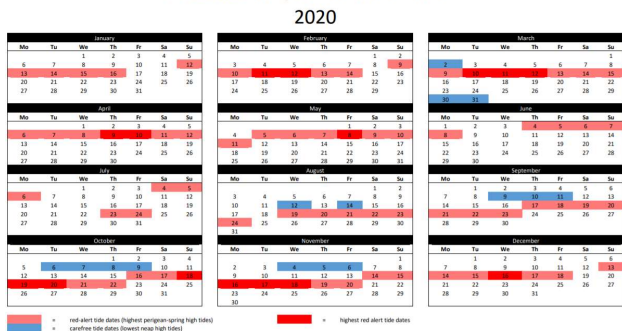 2020
January
Mo Tu We Th Fr Sa Su
1 2 3 4 5
6 7 8 9 10 11 12
13 14 15 16 17 18 19
20 21 22 23 24 25 26
27 28 29 30 31
February
Mo Tu We Th Fr Sa Su
1 2
3 4 5 6 7 8 9
10 11 12 13 14 15 16
17 18 19 20 21 22 23
24 25 26 27 28 29
March
Mo Tu We Th Fr Sa Su
1
2 3 4 5 6 7 8
9 10 11 12 13 14 15
16 17 18 19 20 21 22
23 24 25 26 27 28 29
30 31
April
Mo Tu We Th Fr Sa Su
1 2 3 4 5
6 7 8 9 10 11 12
13 14 15 16 17 18 19
20 21 22 23 24 25 26
27 28 29 30
May
Mo Tu We Th Fr Sa Su
1 2 3
4 5 6 7 8 9 10
11 12 13 14 15 16 17
18 19 20 21 22 23 24
25 26 27 28 29 30 31
June
Mo Tu We Th Fr Sa Su
1 2 3 4 5 6 7
8 9 10 11 12 13 14
15 16 17 18 19 20 21
22 23 24 25 26 27 28
29 30
July
Mo Tu We Th Fr Sa Su
1 2 3 4 5
6 7 8 9 10 11 12
13 14 15 16 17 18 19
20 21 22 23 24 25 26
27 28 29 30 31
August
Mo Tu We Th Fr Sa Su
1 2
3 4 5 6 7 8 9
10 11 12 13 14 15 16
17 18 19 20 21 22 23
24 25 26 27 28 29 30
31
September
Mo Tu We Th Fr Sa Su
1 2 3 4 5 6
7 8 9 10 11 12 13
14 15 16 17 18 19 20
21 22 23 24 25 26 27
28 29 30
October
Mo Tu We Th Fr Sa Su
1 2 3 4
5 6 7 8 9 10 11
12 13 14 15 16 17 18
19 20 21 22 23 24 25
26 27 28 29 30 31
November
Mo Tu We Th Fr Sa Su
1
2 3 4 5 6 7 8
9 10 11 12 13 14 15
16 17 18 19 20 21 22
23 24 25 26 27 28 29
30
December
Mo Tu We Th Fr Sa Su
1 2 3 4 5 6
7 8 9 10 11 12 13
14 15 16 17 18 19 20
21 22 23 24 25 26 27
28 29 30 31
= red-alert tide dates (highest perigean-spring high tides)
= highest red alert tide dates
= carefree tide dates (lowest neap high tides)